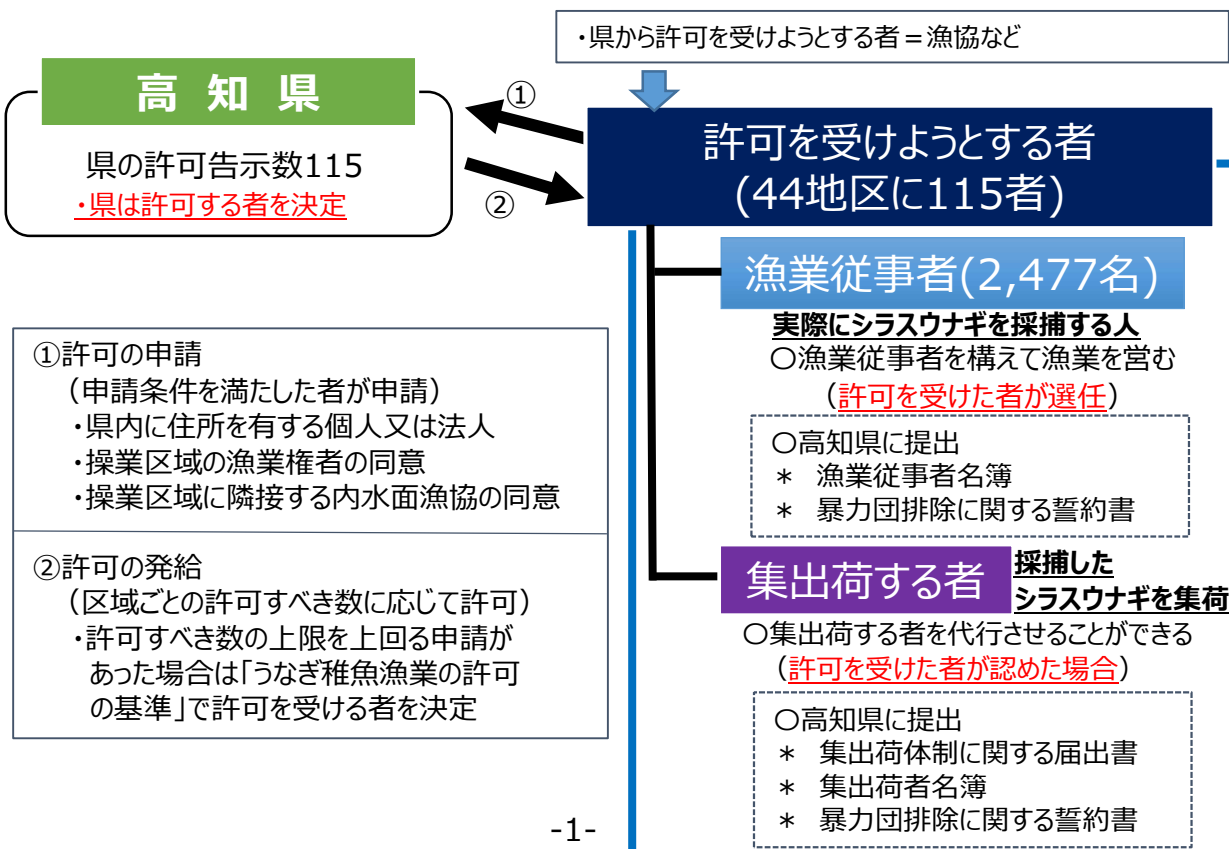 ・県から許可を受けようとする者＝漁協など
高 知 県
県の許可告示数115
・県は許可する者を決定
①
②
許可を受けようとする者
(44地区に115者)
漁業従事者(2,477名)
実際にシラスウナギを採捕する人
○漁業従事者を構えて漁業を営む
（許可を受けた者が選任）
○高知県に提出
＊ 漁業従事者名簿
＊ 暴力団排除に関する誓約書
集出荷する者
採捕した
シラスウナギを集荷
○集出荷する者を代行させることができる
（許可を受けた者が認めた場合）
○高知県に提出
＊ 集出荷体制に関する届出書
＊ 集出荷者名簿
＊ 暴力団排除に関する誓約書
①許可の申請
（申請条件を満たした者が申請）
・県内に住所を有する個人又は法人
・操業区域の漁業権者の同意
・操業区域に隣接する内水面漁協の同意
②許可の発給
（区域ごとの許可すべき数に応じて許可）
・許可すべき数の上限を上回る申請が
あった場合は「うなぎ稚魚漁業の許可
の基準」で許可を受ける者を決定
-1-